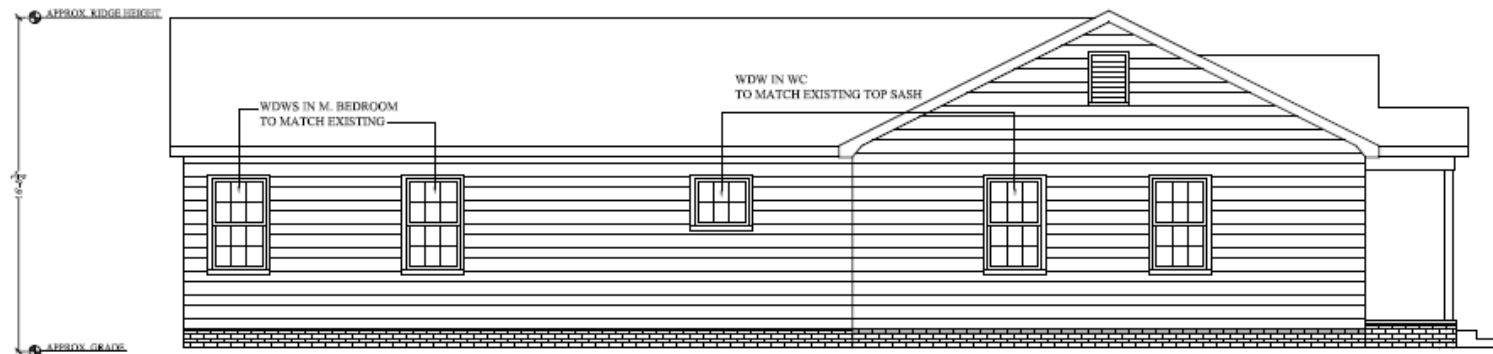 APPROX. RIDGE HEIGHT
WDW IN WC
TO MATCH EXISTING TOP SASH
WDWS IN M. BEDROOM
TO MATCH EXISTING
APPROX. GRADE